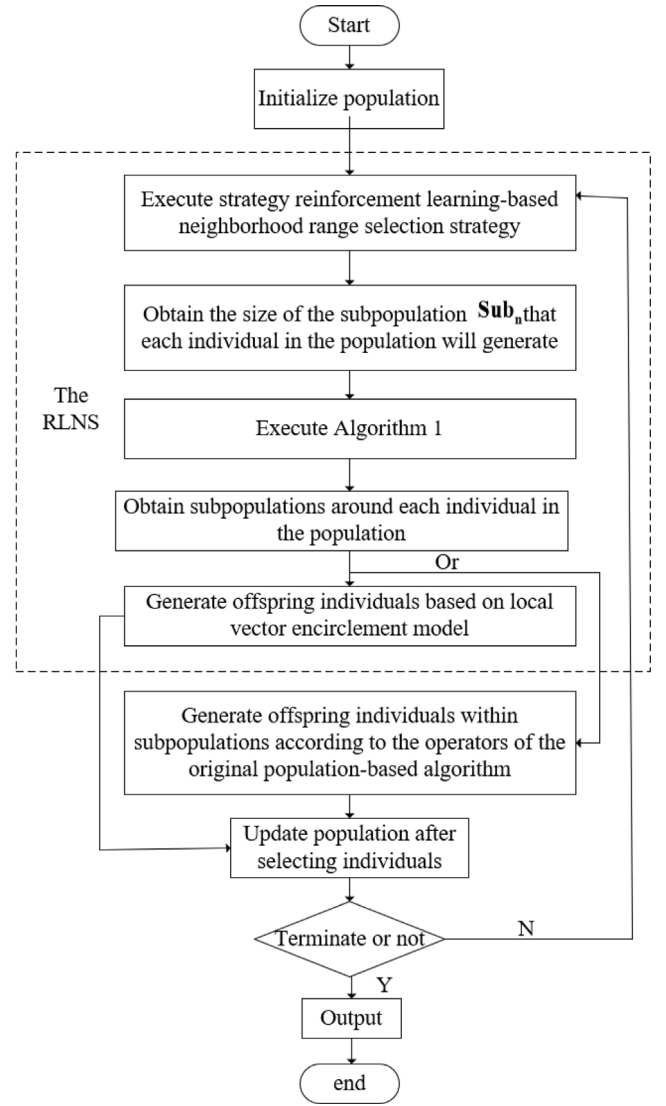 Start
Initialize population
Execute strategy reinforcement learning-based
neighborhood range selection strategy
Obtain the size of the subpopulation Subn that
each individual in the population will generate
The
RLNS
Execute Algorithm 1
Obtain subpopulations around each individual in
the population
Or
Generate offspring individuals based on local
vector encirclement model
Generate offspring individuals within
subpopulations according to the operators of the
original population-based algorithm
Update population after
selecting individuals
Terminate or not
N
Y
Output
end